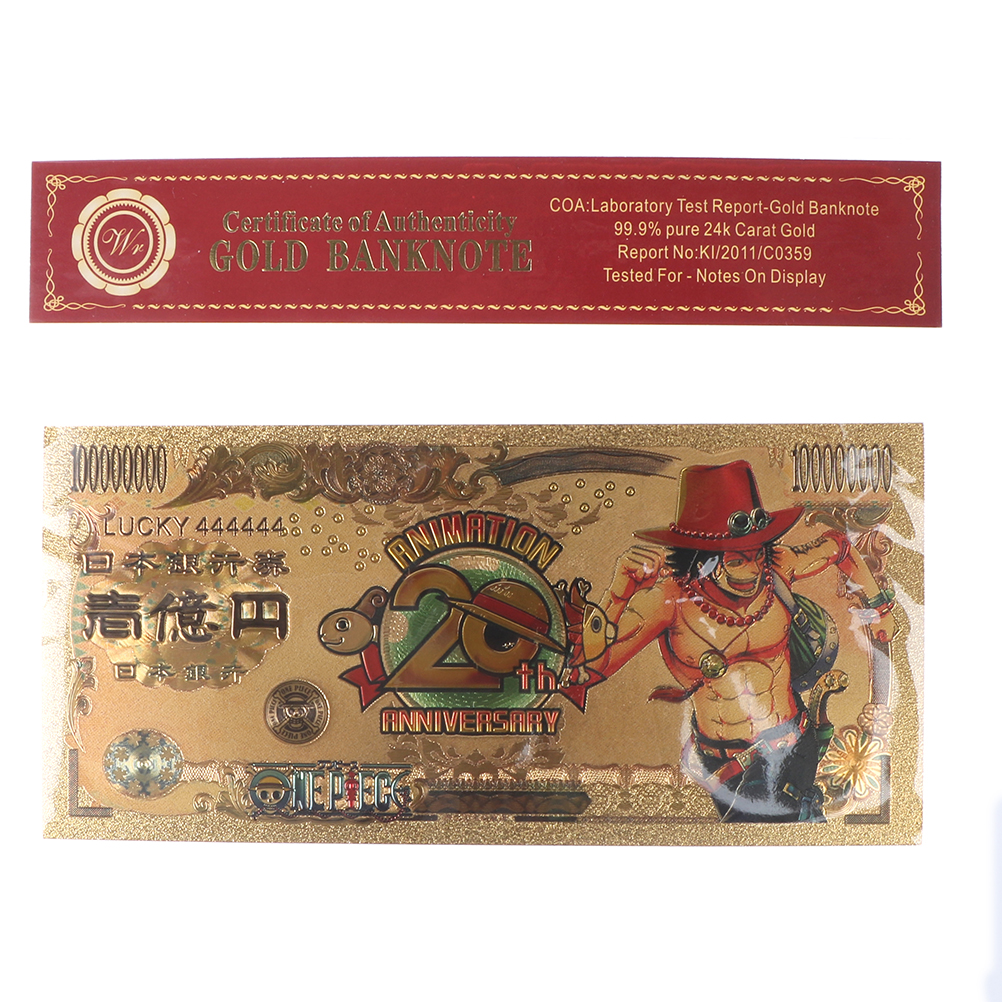 Wr
Certificate of Authenticity
GOLD BANKNOTE
COA:Laboratory Test Report-Gold Banknote
99.9% pure 24k Carat Gold
Report No:KI/2011/C0359
Tested For - Notes On Display
100000000
100000000
LUCKY 444444
日本銀行券
壱億円
日本銀行
ANIMATION
20th
ANNIVERSARY
ONE PIECE